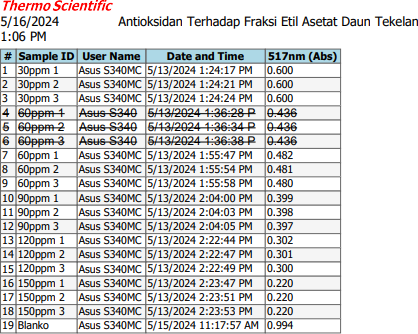 Thermo Scientific
5/16/2024 Antioksidan Terhadap Fraksi Etil Asetat Daun Tekelan
1:06 PM
# Sample ID User Name Date and Time 517nm (Abs)
1 30ppm 1 Asus S340MC 5/13/2024 1:24:17 PM 0.600
2 30ppm 2 Asus S340MC 5/13/2024 1:24:21 PM 0.600
3 30ppm 3 Asus S340MC 5/13/2024 1:24:24 PM 0.600
4 60ppm 1 Asus S340 5/13/2024 1:36:28 P 0.436
5 60ppm 2 Asus S340 5/13/2024 1:36:34 P 0.436
6 60ppm 3 Asus S340 5/13/2024 1:36:38 P 0.436
7 60ppm 1 Asus S340MC 5/13/2024 1:55:47 PM 0.482
8 60ppm 2 Asus S340MC 5/13/2024 1:55:54 PM 0.481
9 60ppm 3 Asus S340MC 5/13/2024 1:55:58 PM 0.480
10 90ppm 1 Asus S340MC 5/13/2024 2:04:00 PM 0.399
11 90ppm 2 Asus S340MC 5/13/2024 2:04:03 PM 0.398
12 90ppm 3 Asus S340MC 5/13/2024 2:04:05 PM 0.397
13 120ppm 1 Asus S340MC 5/13/2024 2:22:44 PM 0.302
14 120ppm 2 Asus S340MC 5/13/2024 2:22:47 PM 0.301
15 120ppm 3 Asus S340MC 5/13/2024 2:22:49 PM 0.300
16 150ppm 1 Asus S340MC 5/13/2024 2:23:47 PM 0.220
17 150ppm 2 Asus S340MC 5/13/2024 2:23:51 PM 0.220
18 150ppm 3 Asus S340MC 5/13/2024 2:23:53 PM 0.220
19 Blanko Asus S340MC 5/15/2024 11:17:57 AM 0.994